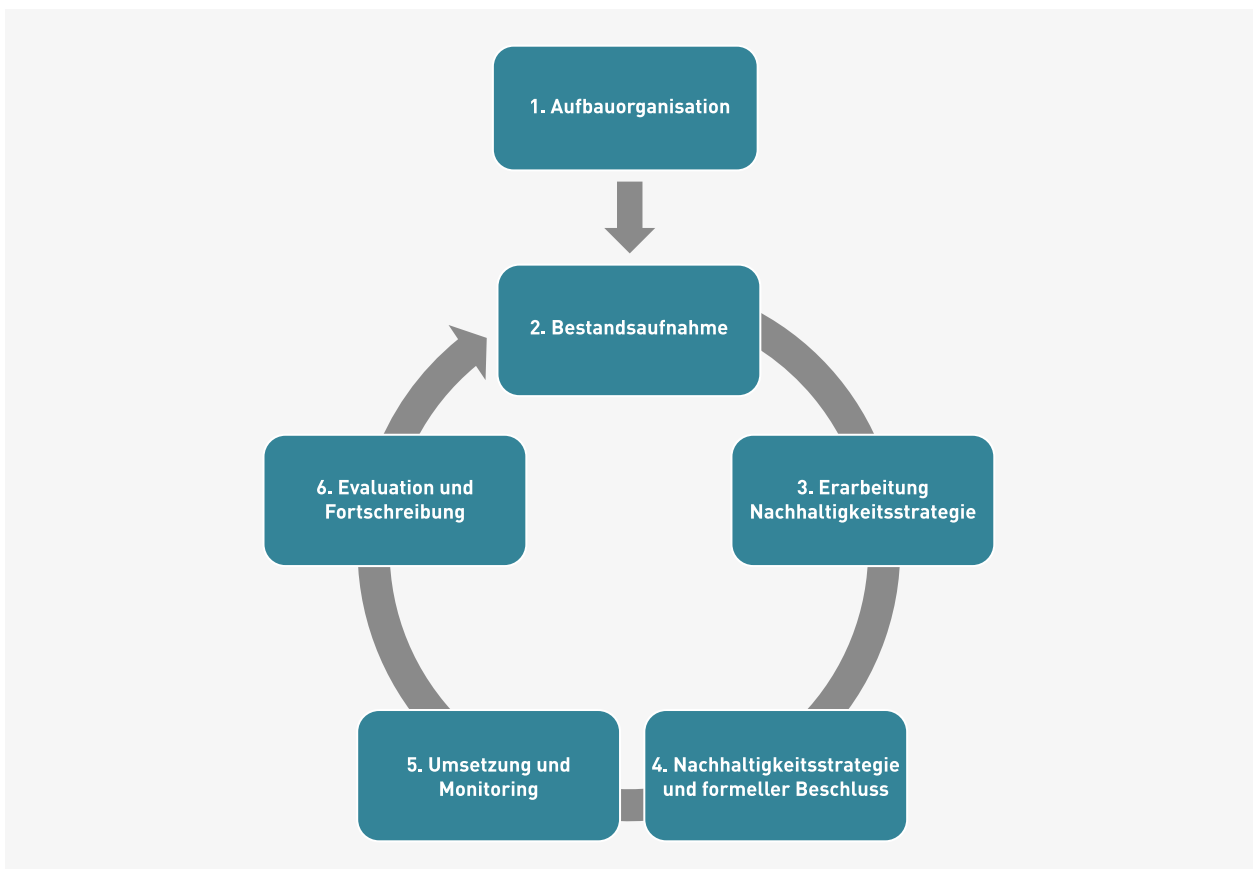 1. Aufbauorganisation
2. Bestandsaufnahme
3. Erarbeitung
Nachhaltigkeitsstrategie
4. Nachhaltigkeitsstrategie
und formeller Beschluss
5. Umsetzung und
Monitoring
6. Evaluation und
Fortschreibung